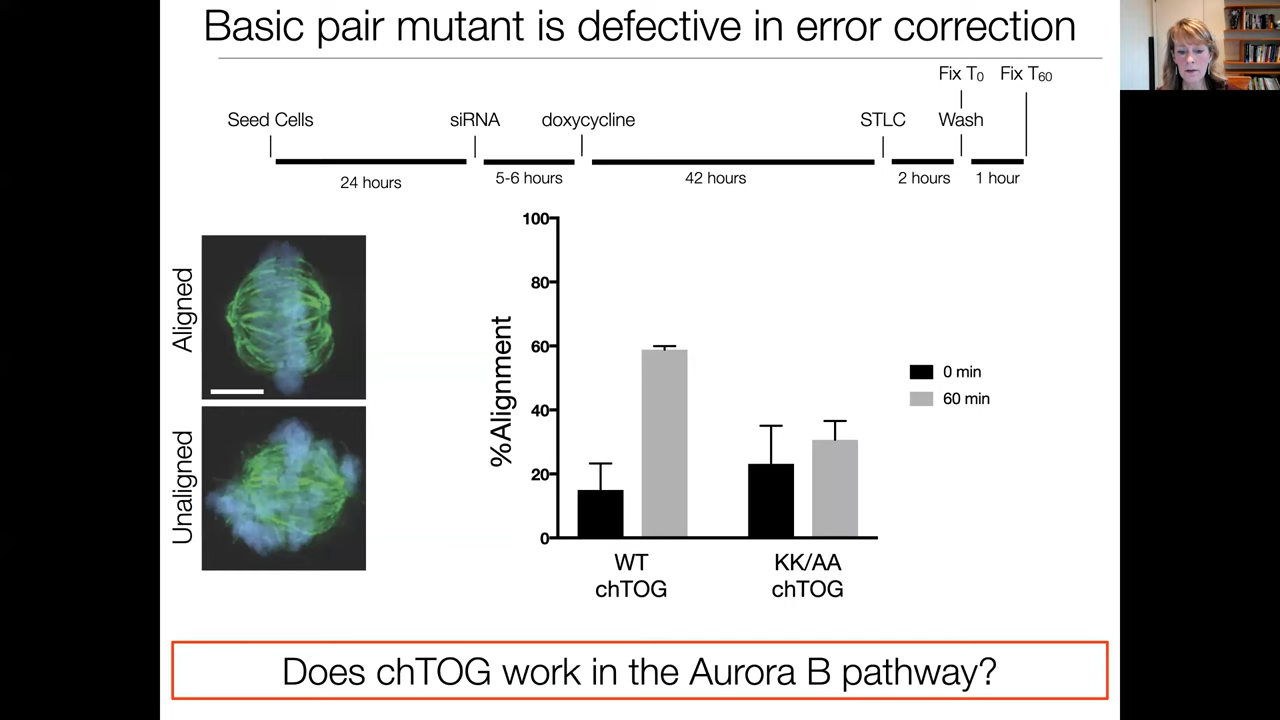 Basic pair mutant is defective in error correction
Fix T0 Fix T60
Seed Cells siRNA doxycycline STLC Wash
24 hours 5-6 hours 42 hours 2 hours 1 hour
Aligned
Unaligned
%Alignment
100
80
60
40
20
0
WT
chTOG
KK/AA
chTOG
0 min
60 min
Does chTOG work in the Aurora B pathway?